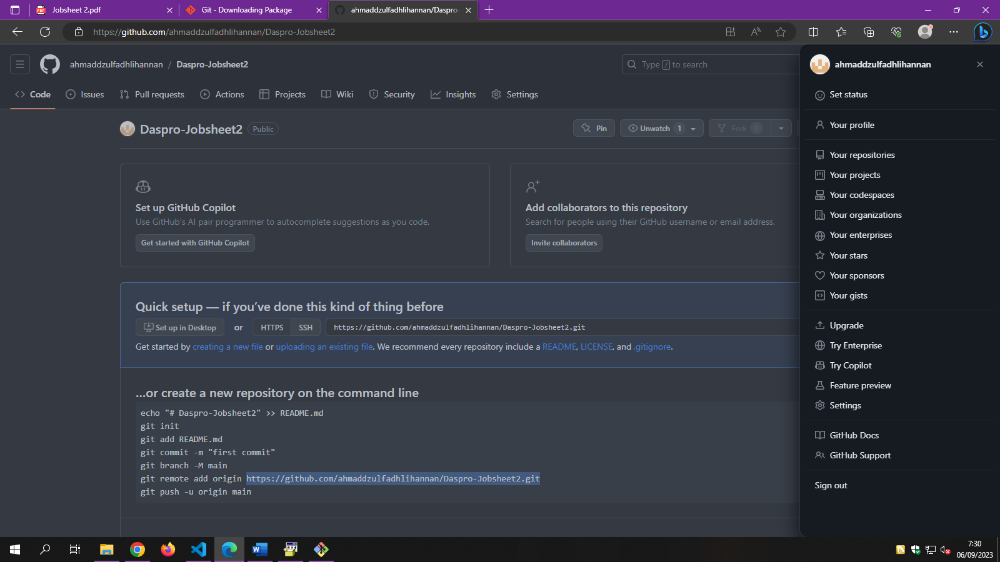 Jobsheet 2.pdf
Git - Downloading Package
ahmaddzulfadhlihannan/Daspro-
https://github.com/ahmaddzulfadhlihannan/Daspro-Jobsheet2
ahmaddzulfadhlihannan / Daspro-Jobsheet2
Type / to search
Code
Issues
Pull requests
Actions
Projects
Wiki
Security
Insights
Settings
Daspro-Jobsheet2 Public
Pin
Unwatch 1
Fork 0
Set up GitHub Copilot
Use GitHub's AI pair programmer to autocomplete suggestions as you code.
Get started with GitHub Copilot
Add collaborators to this repository
Search for people using their GitHub username or email address.
Invite collaborators
Quick setup — if you’ve done this kind of thing before
Set up in Desktop or HTTPS SSH https://github.com/ahmaddzulfadhlihannan/Daspro-Jobsheet2.git
Get started by creating a new file or uploading an existing file. We recommend every repository include a README, LICENSE, and .gitignore.
…or create a new repository on the command line
echo "# Daspro-Jobsheet2" >> README.md
git init
git add README.md
git commit -m "first commit"
git branch -M main
git remote add origin https://github.com/ahmaddzulfadhlihannan/Daspro-Jobsheet2.git
git push -u origin main
ahmaddzulfadhlihannan
Set status
Your profile
Your repositories
Your projects
Your codespaces
Your organizations
Your enterprises
Your stars
Your sponsors
Your gists
Upgrade
Try Enterprise
Try Copilot
Feature preview
Settings
GitHub Docs
GitHub Support
Sign out
7:30
06/09/2023